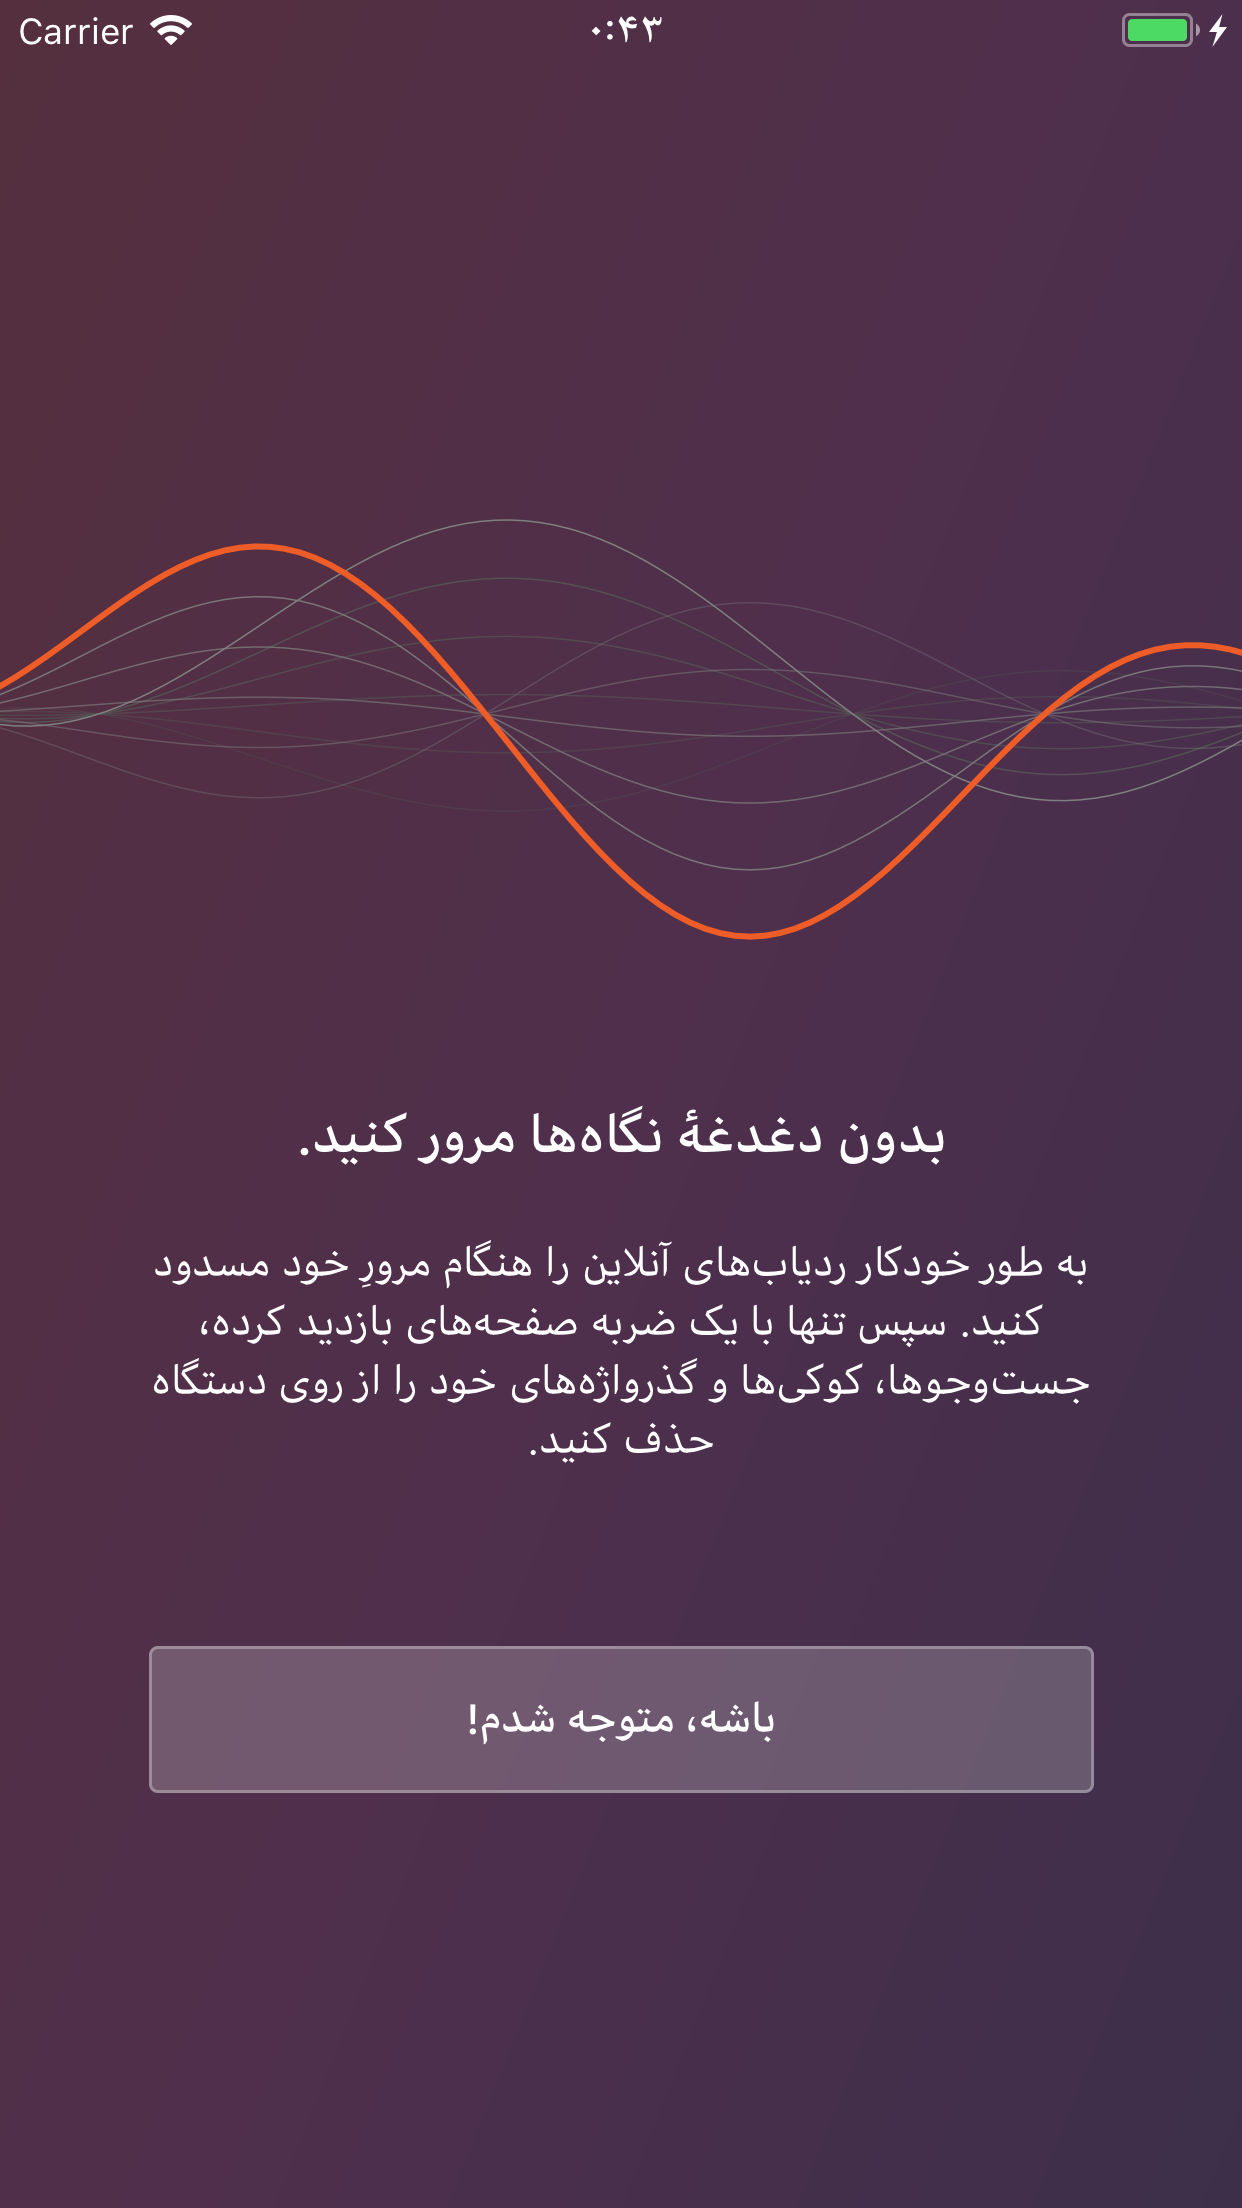 Carrier
۰:۴۳
بدون دغدغهٔ نگاه‌ها مرور کنید.
به طور خودکار ردیاب‌های آنلاین را هنگام مرورِ خود مسدود
کنید. سپس تنها با یک ضربه صفحه‌های بازدید کرده،
جست‌وجوها، کوکی‌ها و گذرواژه‌های خود را از روی دستگاه
حذف کنید.
باشه، متوجه شدم!